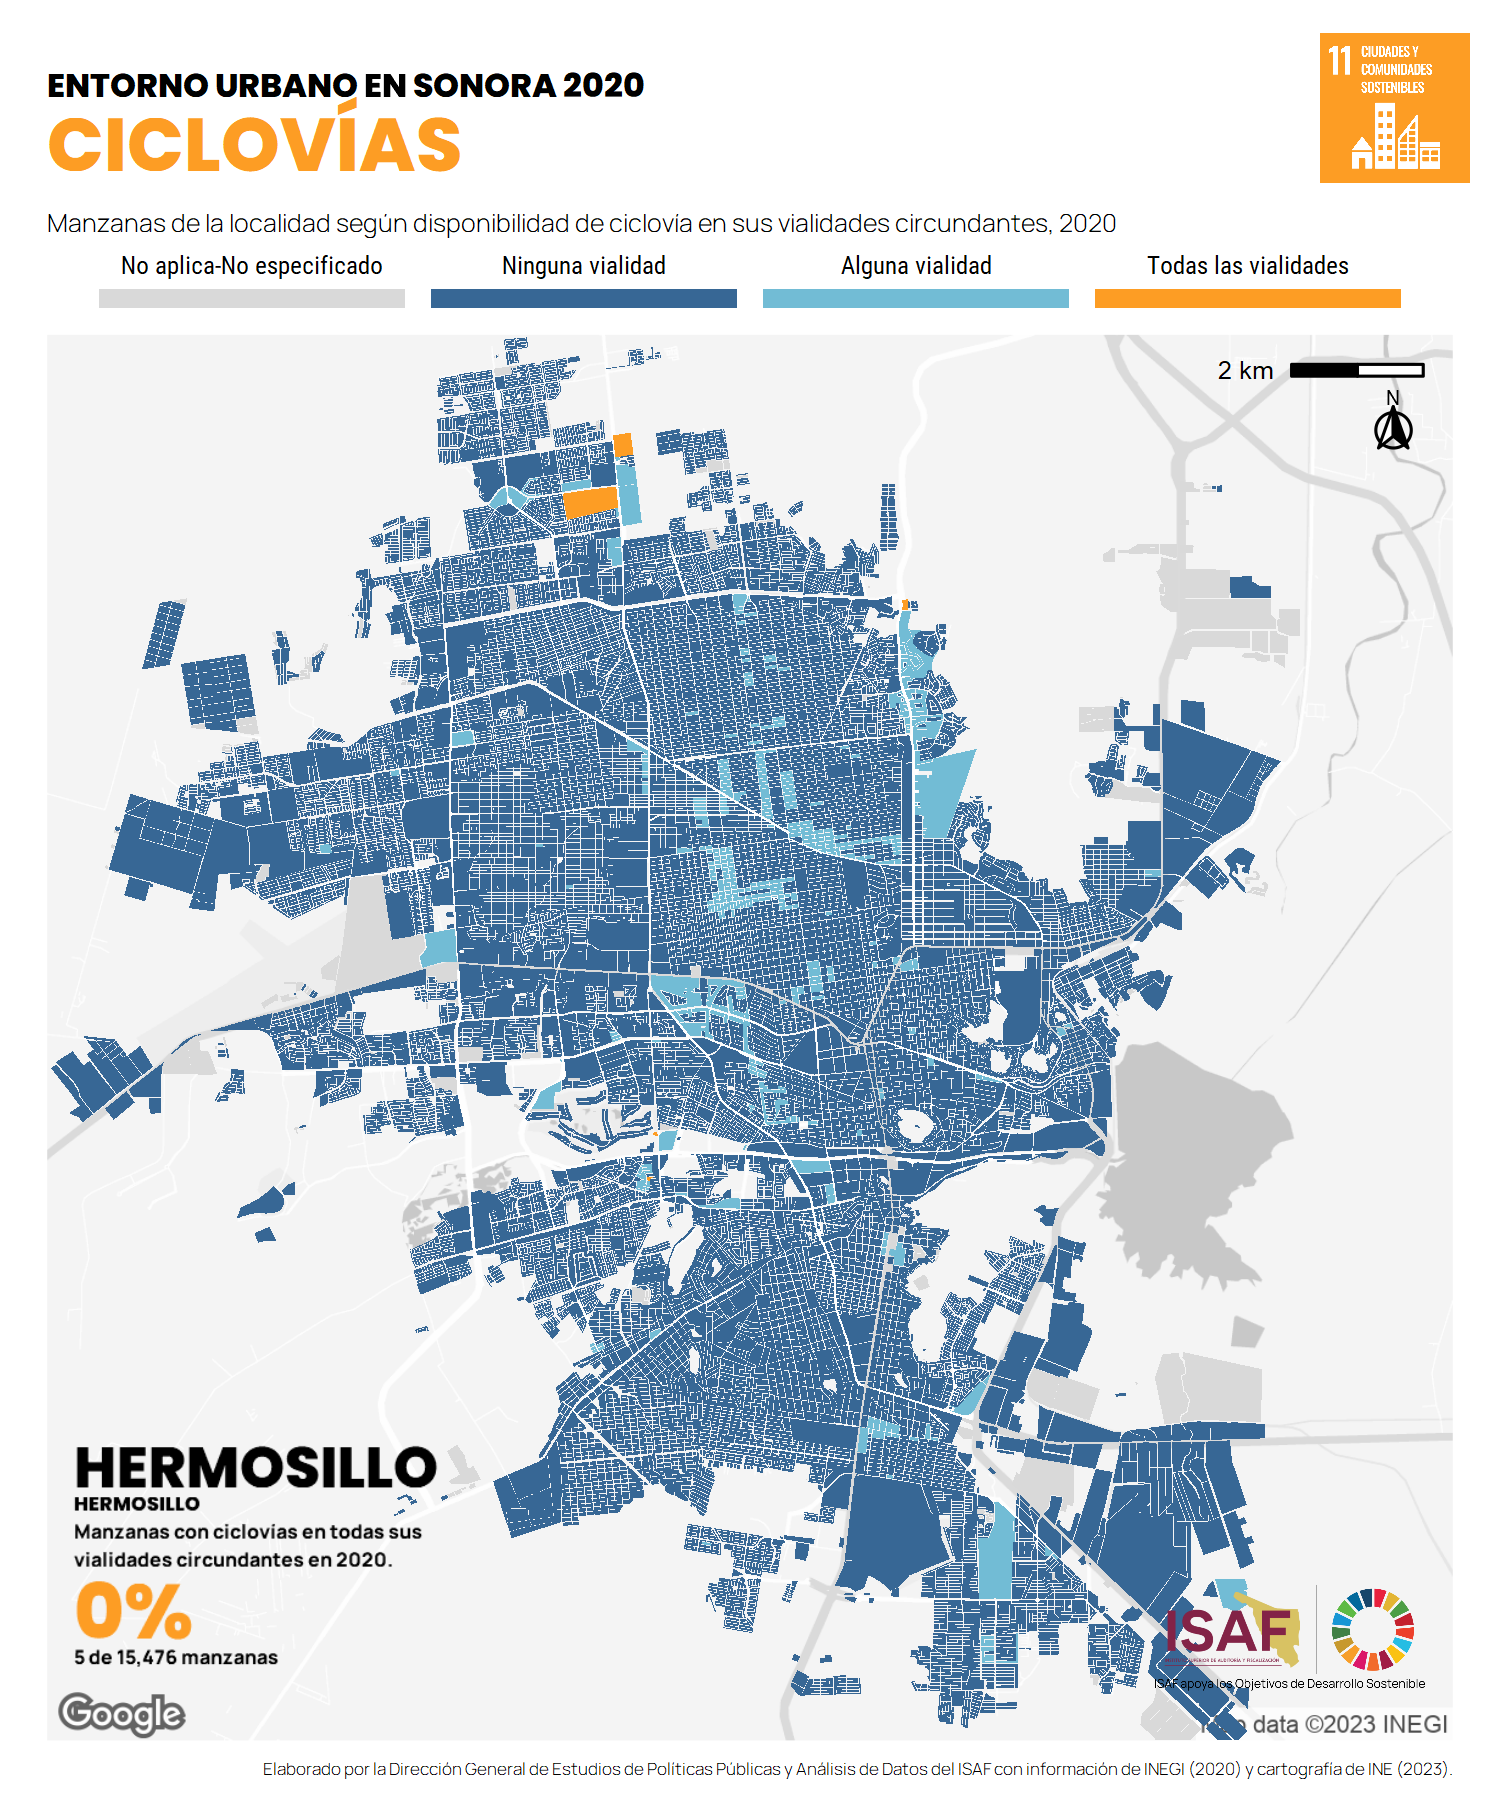 ENTORNO URBANO EN SONORA 2020
CICLOVÍAS
11 CIUDADES Y
COMUNIDADES
SOSTENIBLES
Manzanas de la localidad según disponibilidad de ciclovía en sus vialidades circundantes, 2020
No aplica-No especificado
Ninguna vialidad
Alguna vialidad
Todas las vialidades
2 km
N
HERMOSILLO
HERMOSILLO
Manzanas con ciclovias en todas sus
vialidades circundantes en 2020.
0%
5 de 15,476 manzanas
Google
ISAF
ISAF apoya los Objetivos de Desarrollo Sostenible
data ©2023 INEGI
Elaborado por la Dirección General de Estudios de Políticas Públicas y Análisis de Datos del ISAF con información de INEGI (2020) y cartografía de INE (2023).